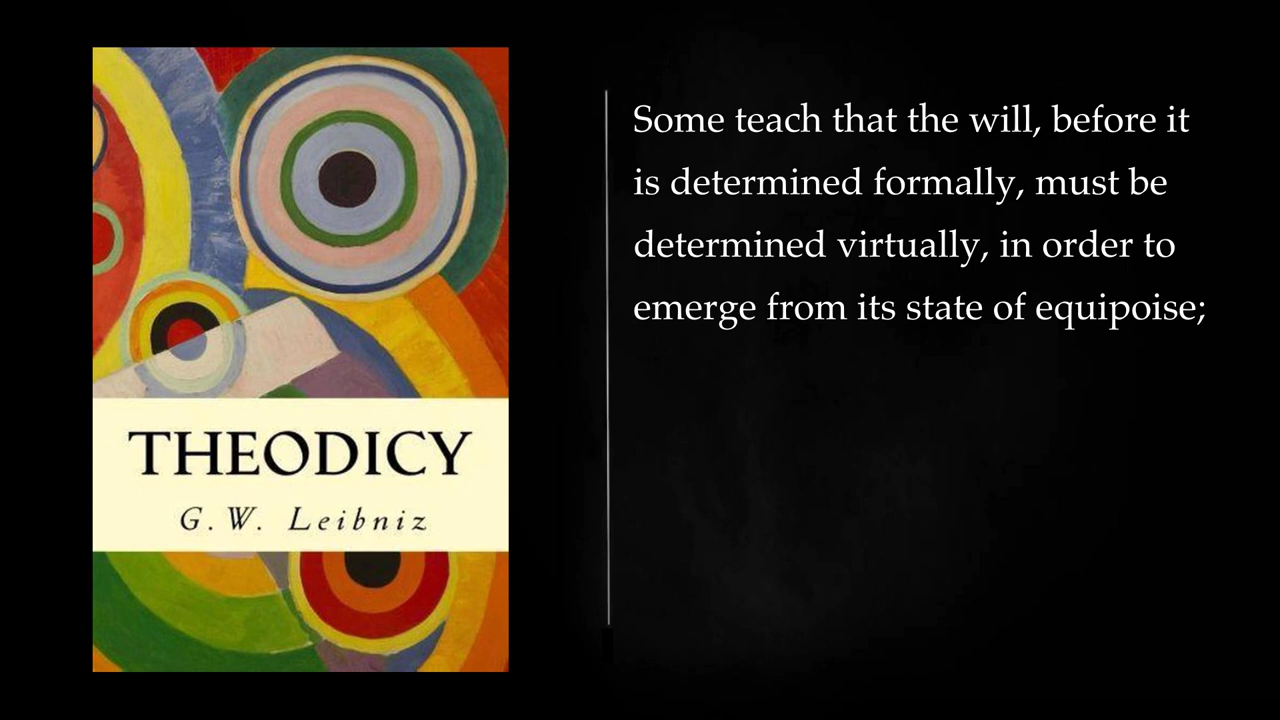 THEODICY
G. W. Leibniz
Some teach that the will, before it
is determined formally, must be
determined virtually, in order to
emerge from its state of equipoise;